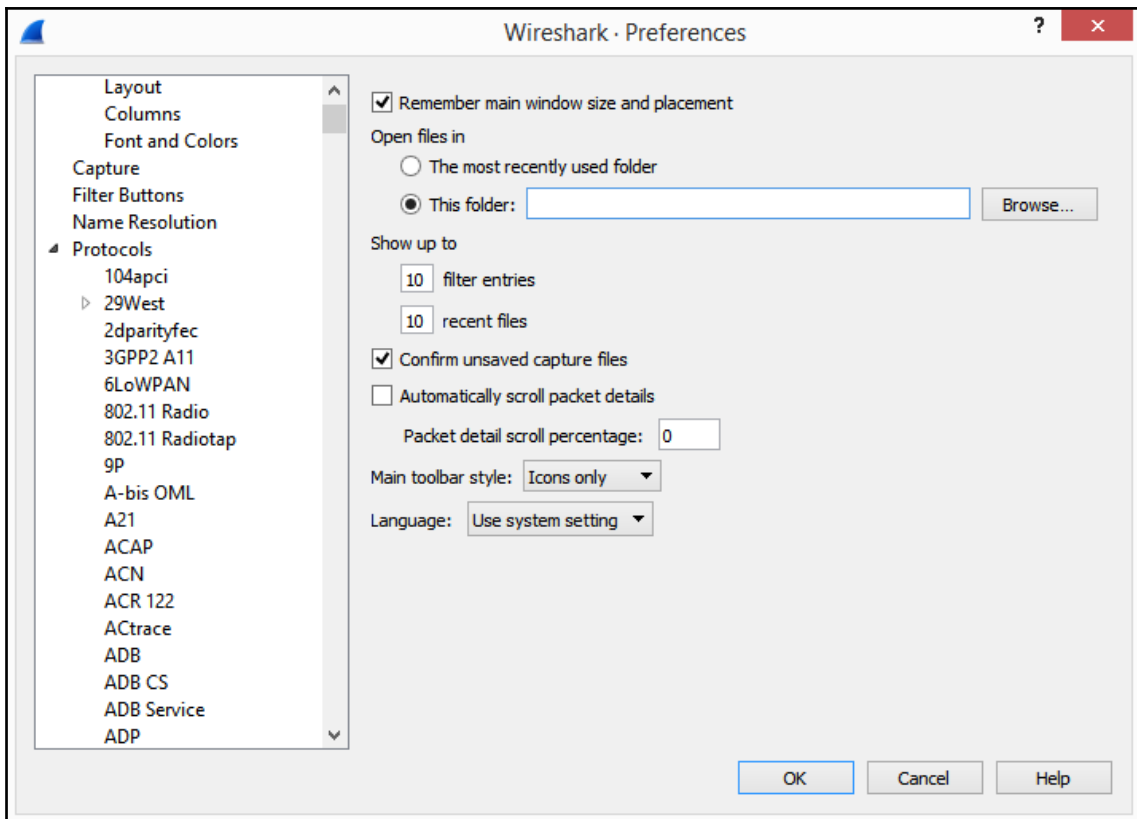 Wireshark · Preferences
?
Layout
Columns
Font and Colors
Capture
Filter Buttons
Name Resolution
Protocols
104apci
29West
2dparityfec
3GPP2 A11
6LoWPAN
802.11 Radio
802.11 Radiotap
9P
A-bis OML
A21
ACAP
ACN
ACR 122
ACtrace
ADB
ADB CS
ADB Service
ADP
Remember main window size and placement
Open files in
The most recently used folder
This folder: Browse...
Show up to
10 filter entries
10 recent files
Confirm unsaved capture files
Automatically scroll packet details
Packet detail scroll percentage: 0
Main toolbar style: Icons only
Language: Use system setting
OK Cancel Help